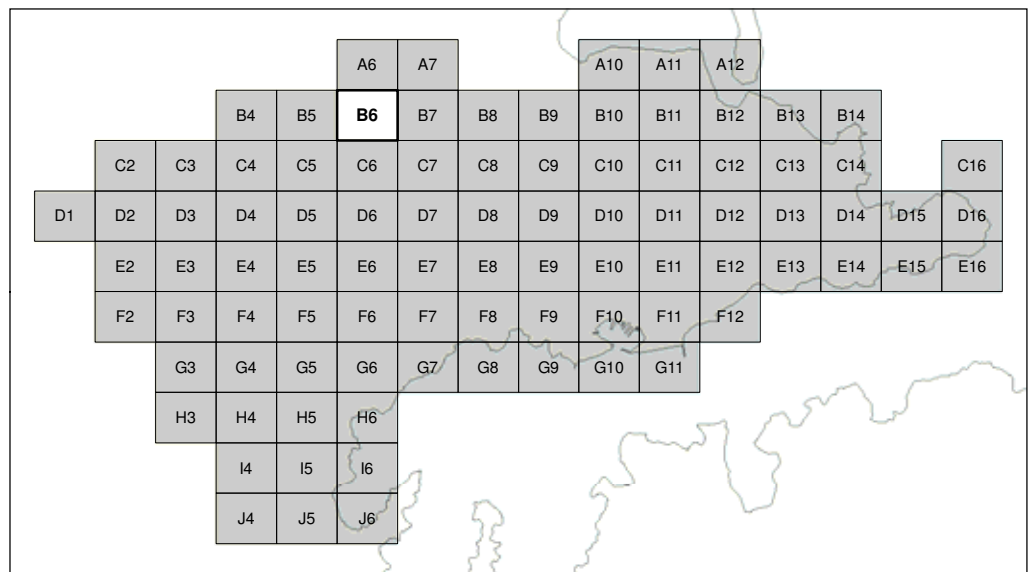 A6 A7 A10 A11 A12
B4 B5 B6 B7 B8 B9 B10 B11 B12 B13 B14
C2 C3 C4 C5 C6 C7 C8 C9 C10 C11 C12 C13 C14 C16
D1 D2 D3 D4 D5 D6 D7 D8 D9 D10 D11 D12 D13 D14 D15 D16
E2 E3 E4 E5 E6 E7 E8 E9 E10 E11 E12 E13 E14 E15 E16
F2 F3 F4 F5 F6 F7 F8 F9 F10 F11 F12
G3 G4 G5 G6 G7 G8 G9 G10 G11
H3 H4 H5 H6
I4 I5 I6
J4 J5 J6